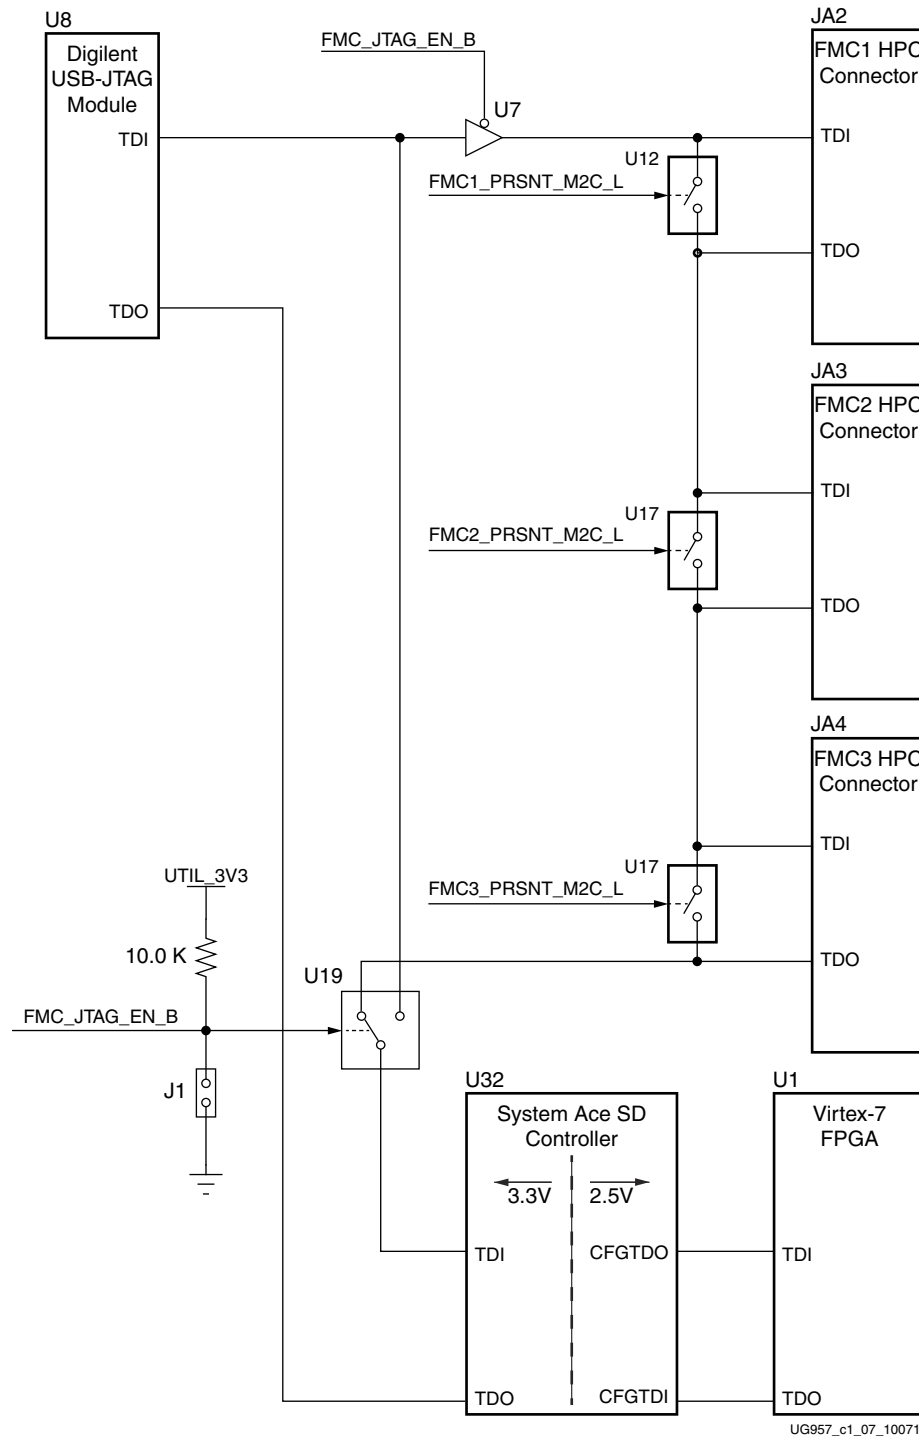 U8
Digilent
USB-JTAG
Module
TDI
TDO
FMC_JTAG_EN_B
U7
JA2
FMC1 HPC
Connector
TDI
U12
FMC1_PRSNT_M2C_L
TDO
JA3
FMC2 HPC
Connector
TDI
U17
FMC2_PRSNT_M2C_L
TDO
JA4
FMC3 HPC
Connector
TDI
U17
FMC3_PRSNT_M2C_L
TDO
UTIL_3V3
10.0 K
U19
FMC_JTAG_EN_B
J1
U32
System Ace SD
Controller
3.3V
2.5V
TDI
CFGTDO
TDO
CFGTDI
U1
Virtex-7
FPGA
TDI
TDO
UG957_c1_07_10071